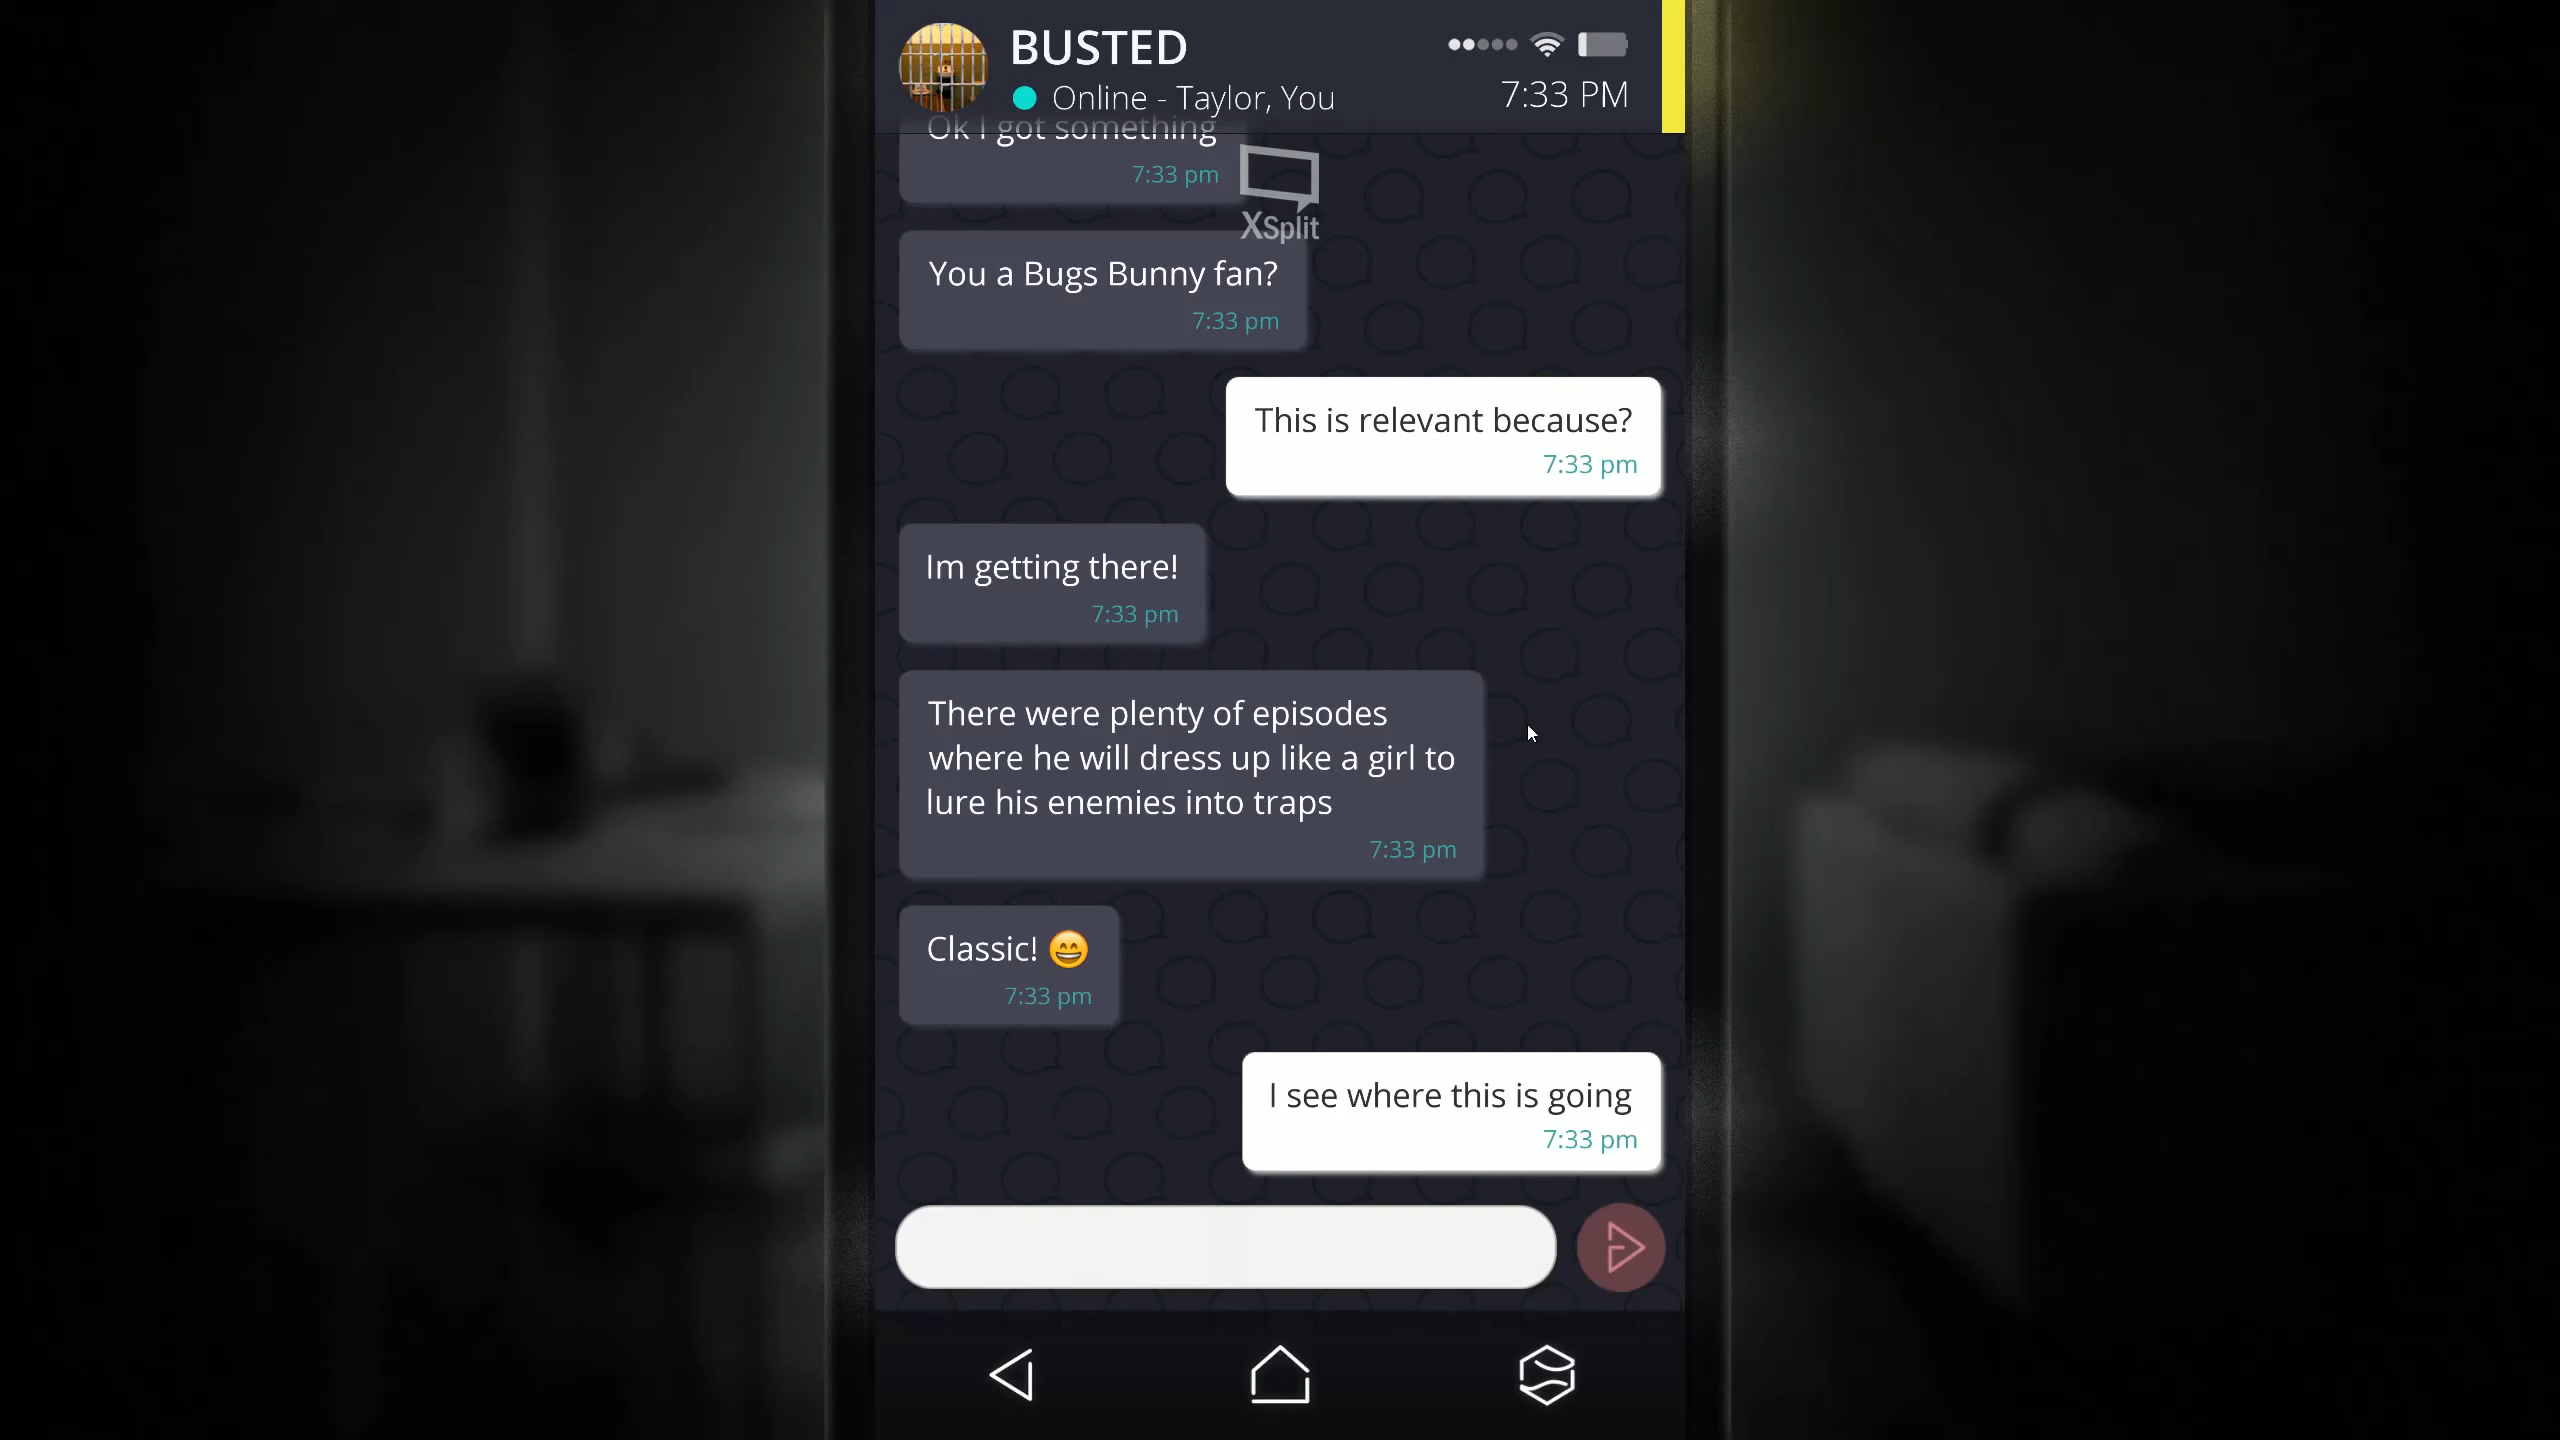 BUSTED
Online - Taylor, You
7:33 PM
Ok I got something
7:33 pm
XSplit
You a Bugs Bunny fan?
7:33 pm
This is relevant because?
7:33 pm
Im getting there!
7:33 pm
There were plenty of episodes
where he will dress up like a girl to
lure his enemies into traps
7:33 pm
Classic! 😄
7:33 pm
I see where this is going
7:33 pm